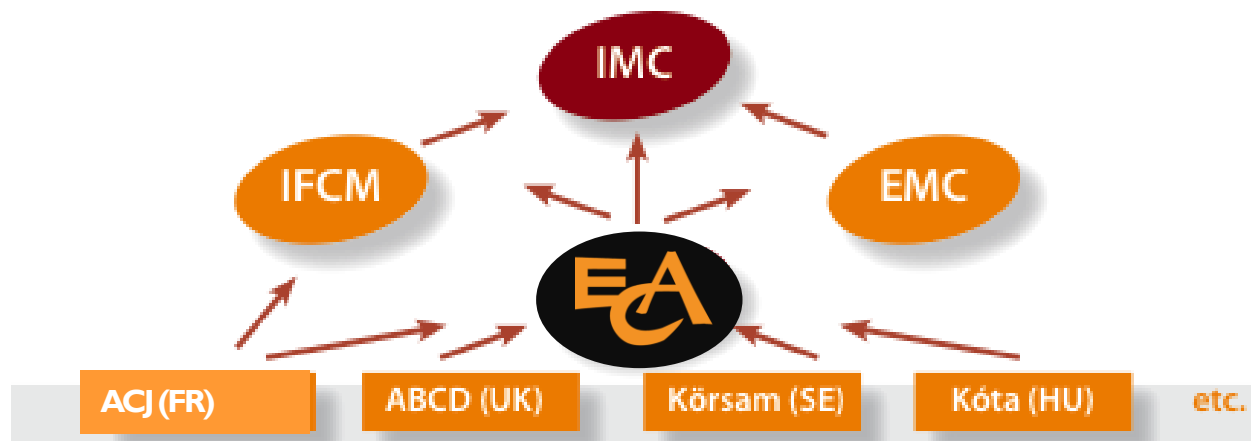 IMC
IFCM
EMC
ECA
ACJ (FR)
ABCD (UK)
Körsam (SE)
Kóta (HU)
etc.